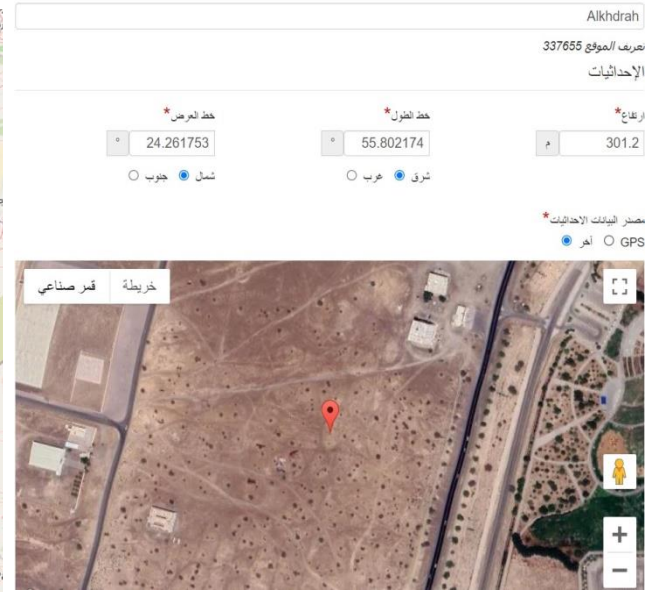 Alkhdrah
تعريف الموقع 337655
الإحداثيات
ارتفاع* خط الطول* خط العرض*
301.2 م 55.802174 ° 24.261753 °
شرق غرب شمال جنوب
مصدر البيانات الاحداثيات*
GPS آخر
خريطة قمر صناعي